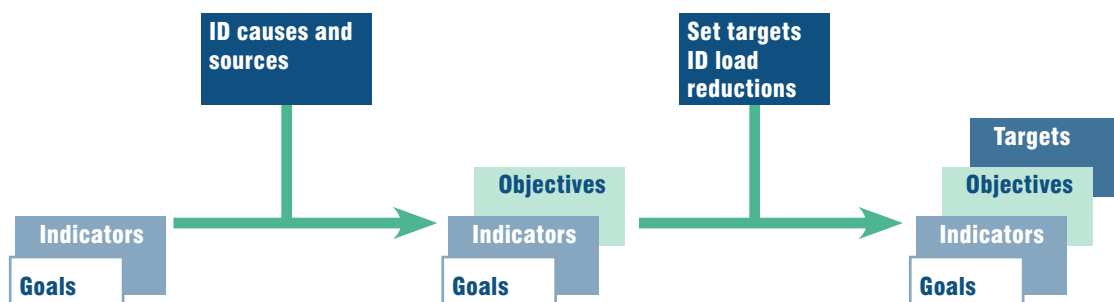 ID causes and
sources
Set targets
ID load
reductions
Indicators
Goals
Objectives
Indicators
Goals
Targets
Objectives
Indicators
Goals